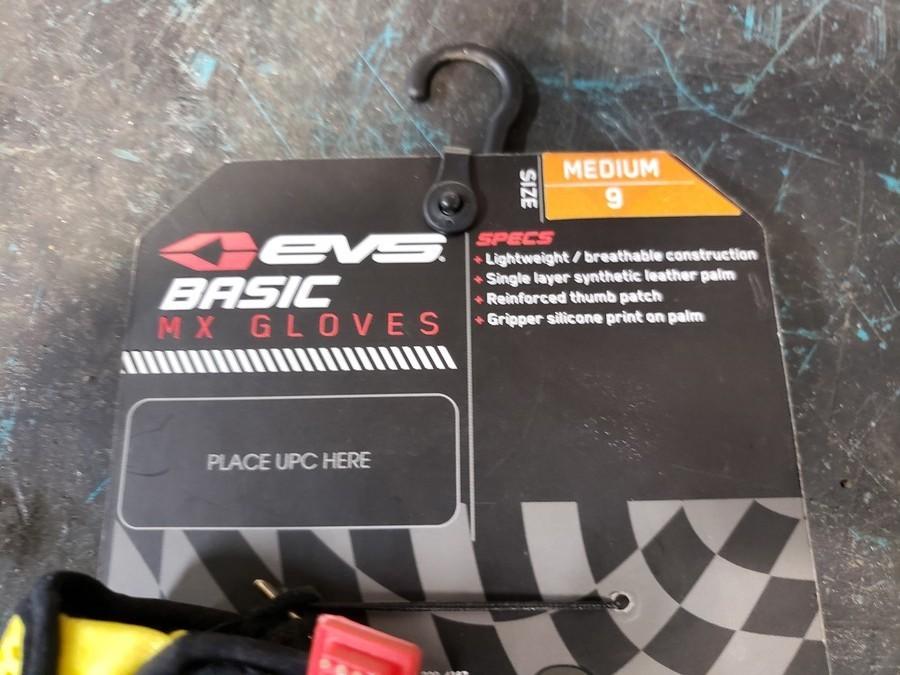 evs
BASIC
MX GLOVES
PLACE UPC HERE
SIZE
MEDIUM
9
SPECS
+ Lightweight / breathable construction
+ Single layer synthetic leather palm
+ Reinforced thumb patch
+ Gripper silicone print on palm